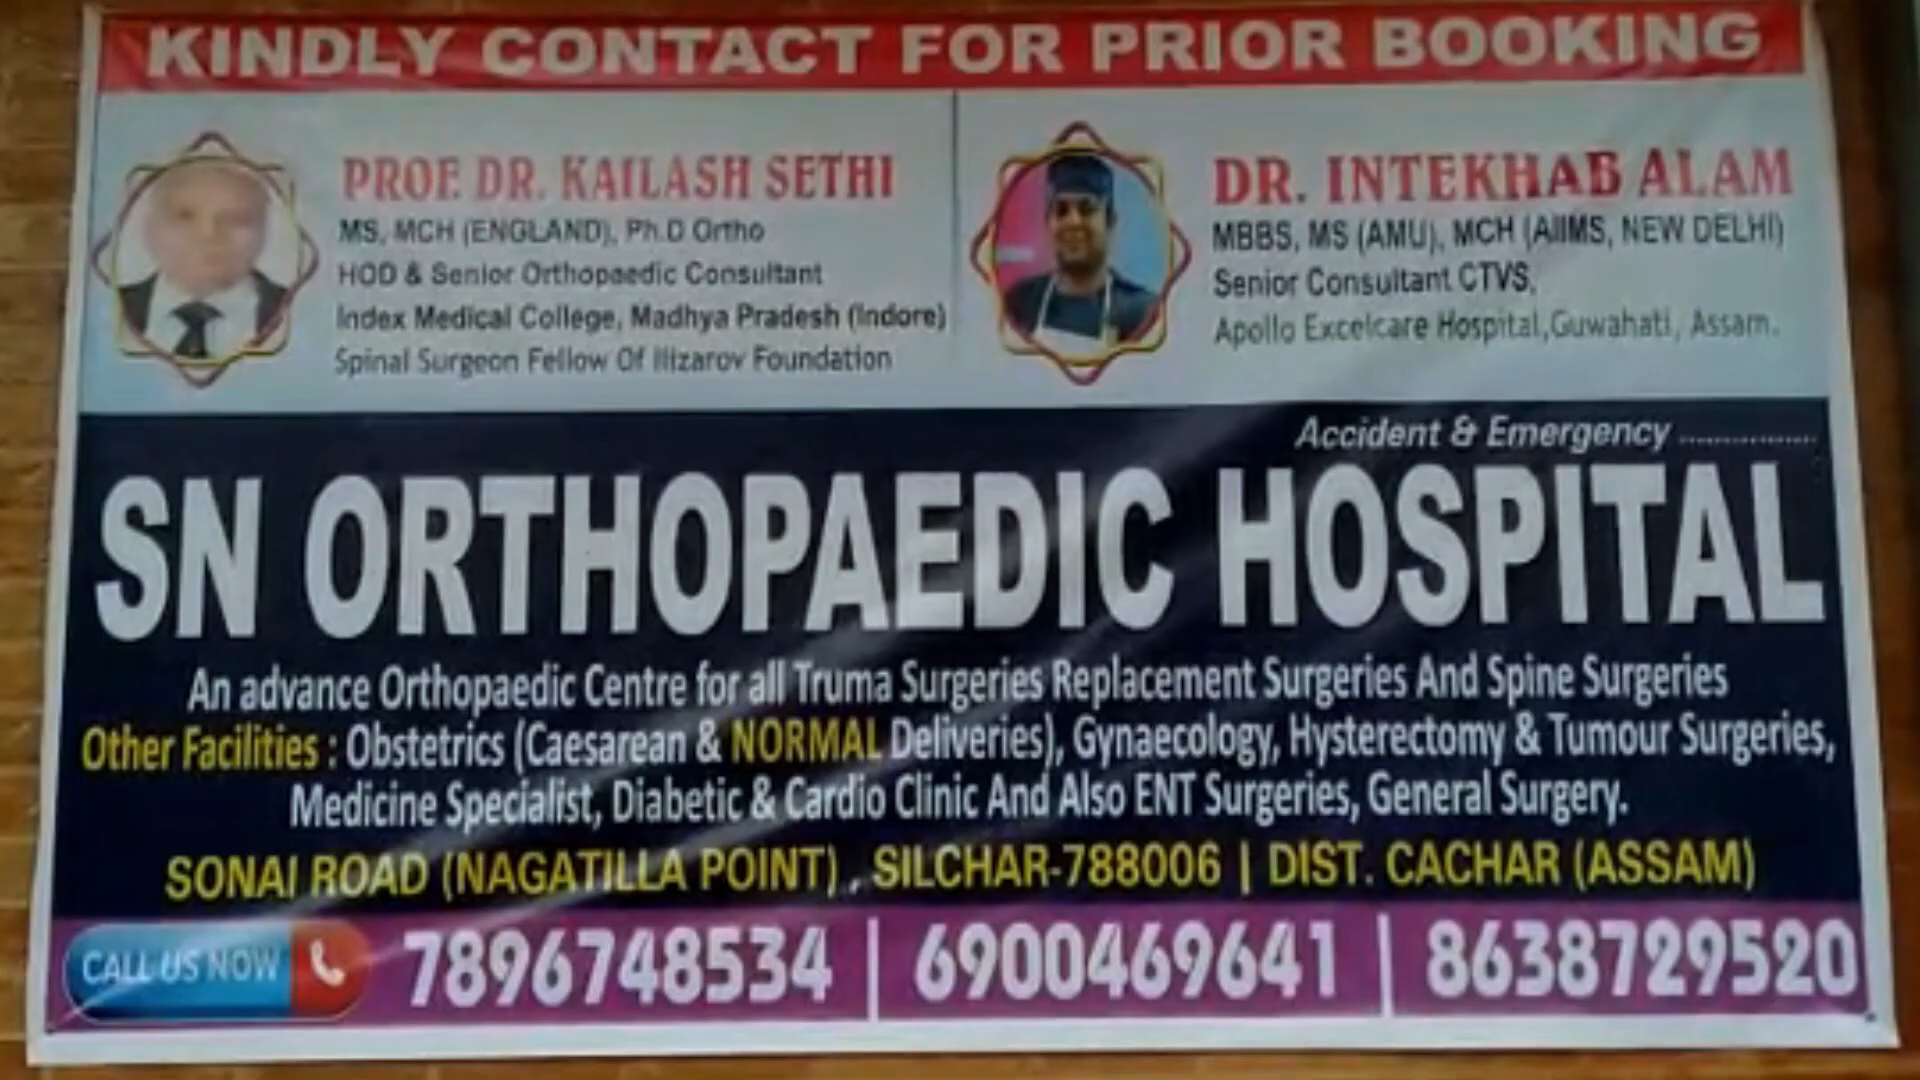 KINDLY CONTACT FOR PRIOR BOOKING
PROF. DR. KAILASH SETHI
MS, MCH (ENGLAND), Ph.D Ortho
HOD & Senior Orthopaedic Consultant
Index Medical College, Madhya Pradesh (Indore)
Spinal Surgeon Fellow Of Ilizarov Foundation
DR. INTEKHAB ALAM
MBBS, MS (AMU), MCH (AIIMS, NEW DELHI)
Senior Consultant CTVS,
Apollo Excelcare Hospital,Guwahati, Assam.
Accident & Emergency ................
SN ORTHOPAEDIC HOSPITAL
An advance Orthopaedic Centre for all Truma Surgeries Replacement Surgeries And Spine Surgeries
Other Facilities : Obstetrics (Caesarean & NORMAL Deliveries), Gynaecology, Hysterectomy & Tumour Surgeries,
Medicine Specialist, Diabetic & Cardio Clinic And Also ENT Surgeries, General Surgery.
SONAI ROAD (NAGATILLA POINT) , SILCHAR-788006 | DIST. CACHAR (ASSAM)
CALL US NOW 7896748534 | 6900469641 | 8638729520